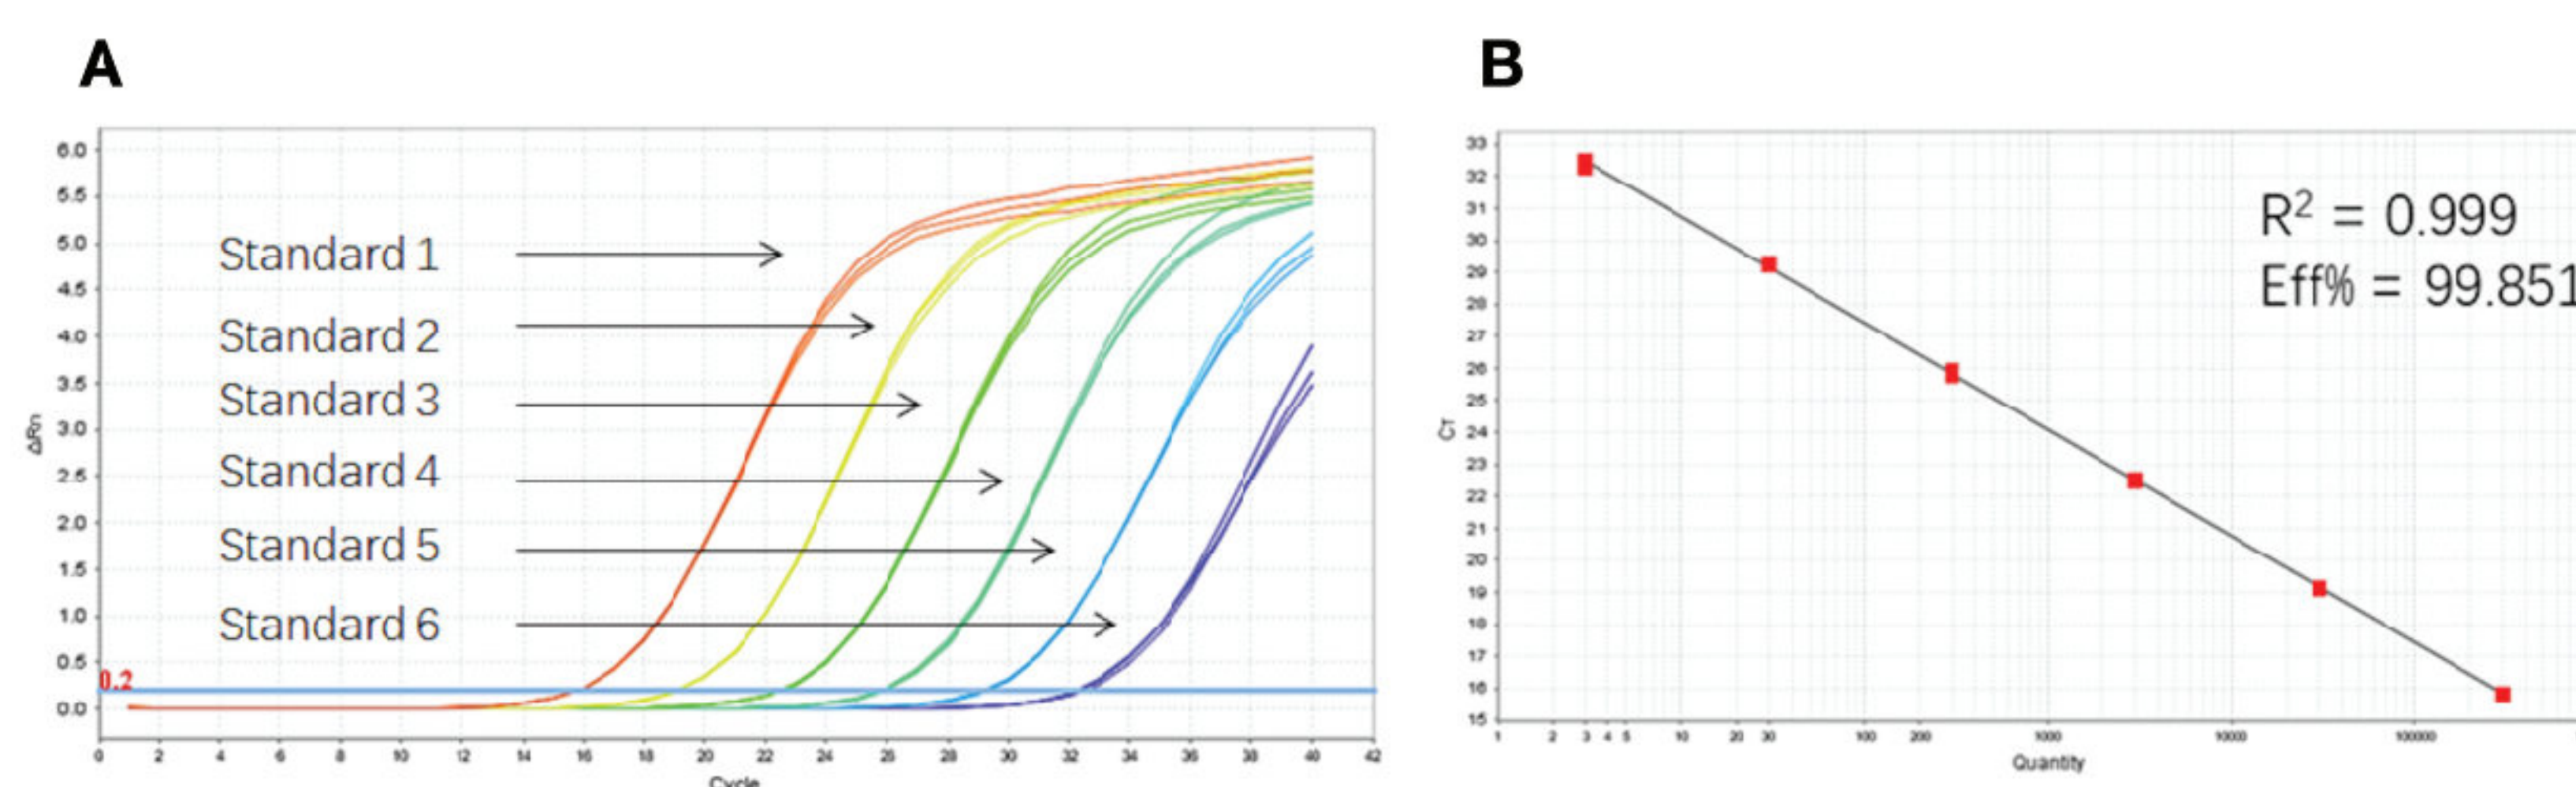 A
6.0
5.5
5.0
4.5
4.0
3.5
3.0
2.5
2.0
1.5
1.0
0.5
0.0
0.2
ΔRn
Standard 1
Standard 2
Standard 3
Standard 4
Standard 5
Standard 6
0 2 4 6 8 10 12 14 16 18 20 22 24 26 28 30 32 34 36 38 40 42
Cycle
B
33
32
31
30
29
28
27
26
25
24
23
22
21
20
19
18
17
16
15
CT
R² = 0.999
Eff% = 99.851
1 2 3 4 5 10 20 30 100 200 1000 10000 100000
Quantity